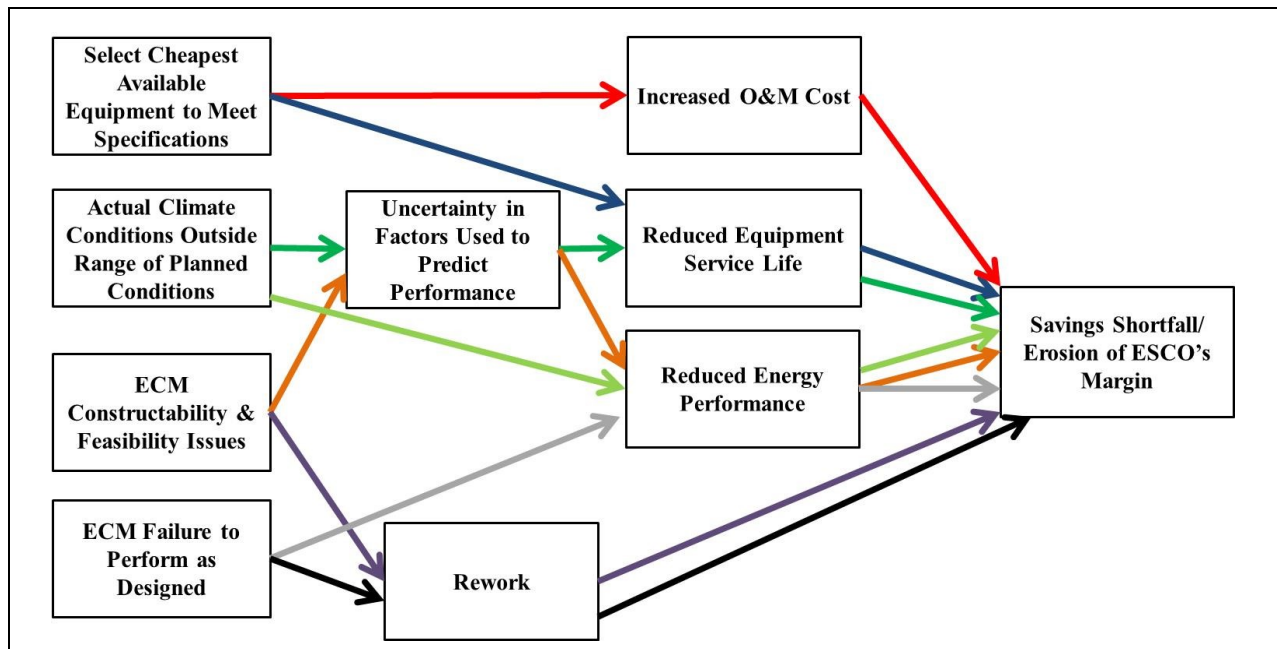 Select Cheapest
Available
Equipment to Meet
Specifications
Increased O&M Cost
Actual Climate
Conditions Outside
Range of Planned
Conditions
Uncertainty in
Factors Used to
Predict
Performance
Reduced Equipment
Service Life
Savings Shortfall/
Erosion of ESCO’s
Margin
ECM
Constructability &
Feasibility Issues
Reduced Energy
Performance
ECM Failure to
Perform as
Designed
Rework